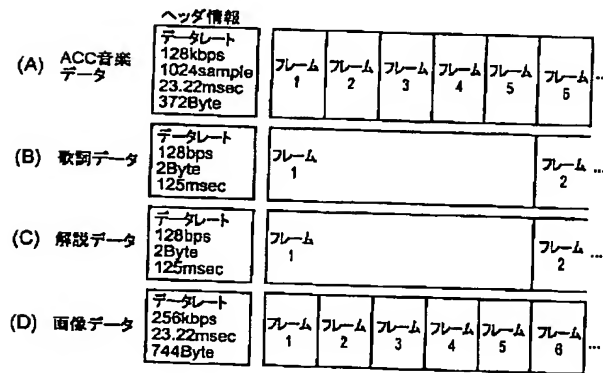 ヘッダ情報
(A) ACC音楽データ
データレート
128kbps
1024sample
23.22msec
372Byte
フレーム1 フレーム2 フレーム3 フレーム4 フレーム5 フレーム6 ...
(B) 歌詞データ
データレート
128bps
2Byte
125msec
フレーム1 フレーム2 ...
(C) 解説データ
データレート
128bps
2Byte
125msec
フレーム1 フレーム2 ...
(D) 画像データ
データレート
256kbps
23.22msec
744Byte
フレーム1 フレーム2 フレーム3 フレーム4 フレーム5 フレーム6 ...